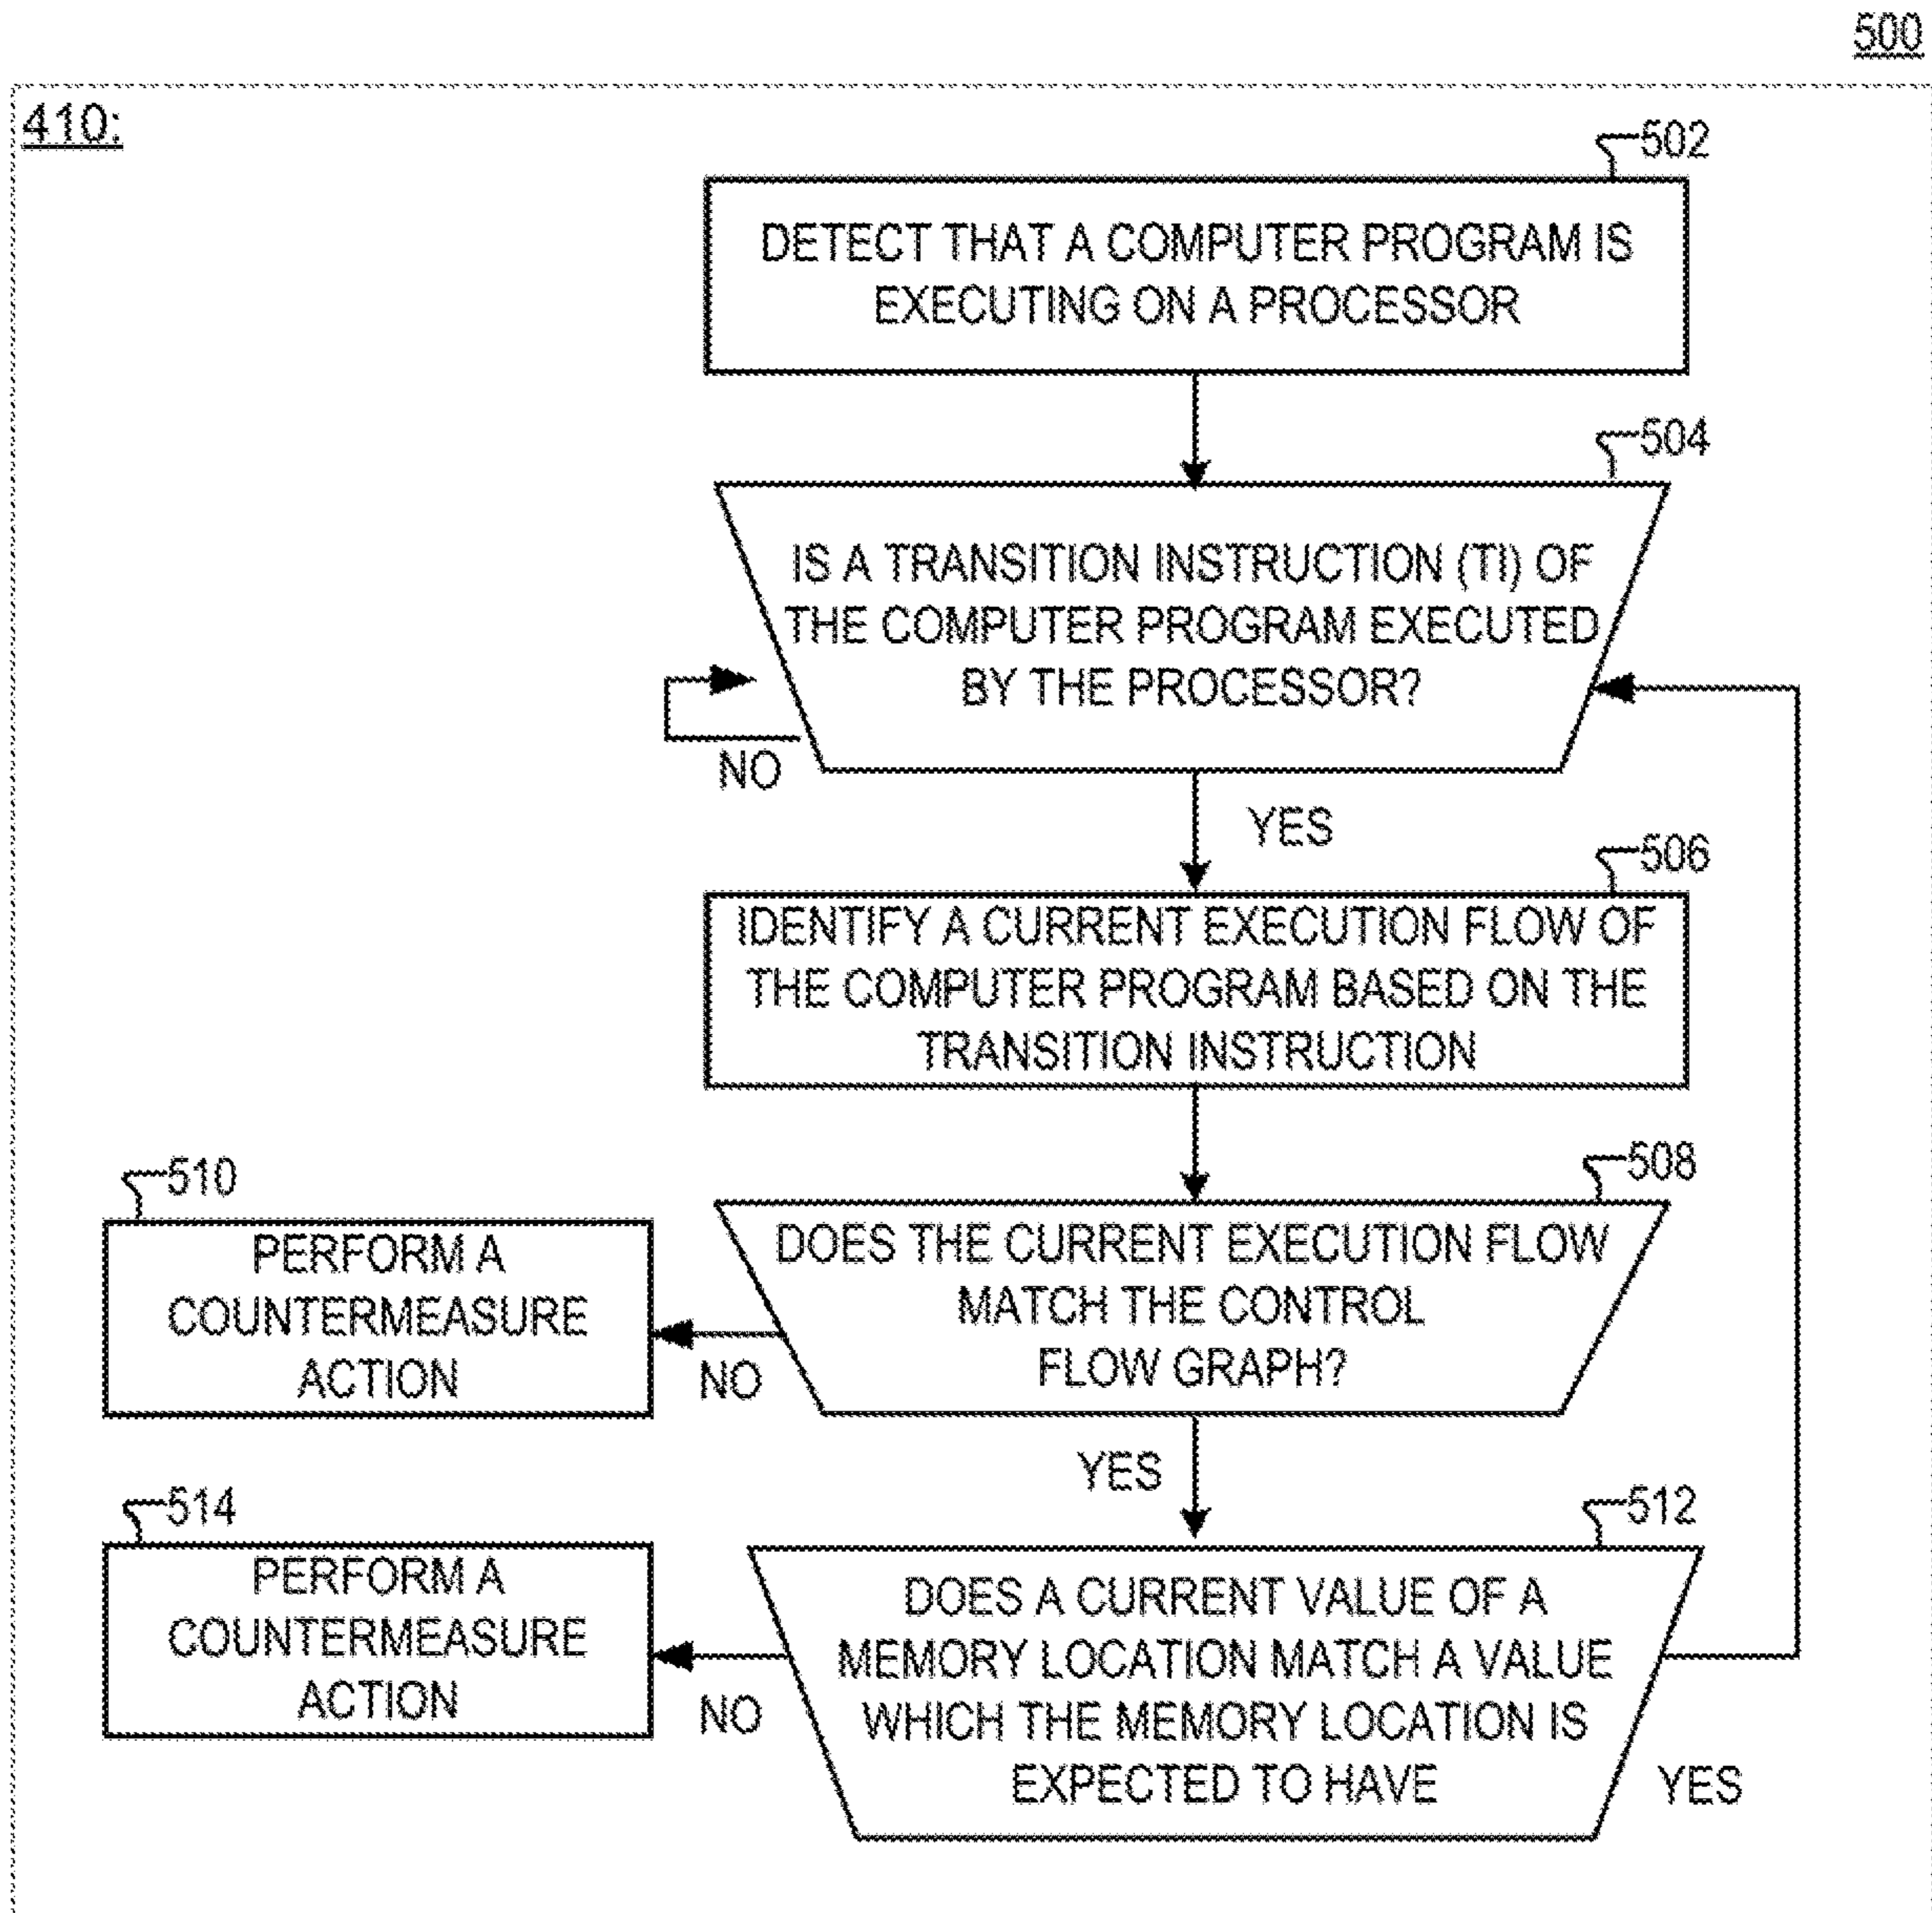 500
410:
502
DETECT THAT A COMPUTER PROGRAM IS
EXECUTING ON A PROCESSOR
504
IS A TRANSITION INSTRUCTION (TI) OF
THE COMPUTER PROGRAM EXECUTED
BY THE PROCESSOR?
NO
YES
506
IDENTIFY A CURRENT EXECUTION FLOW OF
THE COMPUTER PROGRAM BASED ON THE
TRANSITION INSTRUCTION
508
DOES THE CURRENT EXECUTION FLOW
MATCH THE CONTROL
FLOW GRAPH?
NO
510
PERFORM A
COUNTERMEASURE
ACTION
YES
512
DOES A CURRENT VALUE OF A
MEMORY LOCATION MATCH A VALUE
WHICH THE MEMORY LOCATION IS
EXPECTED TO HAVE
NO
YES
514
PERFORM A
COUNTERMEASURE
ACTION